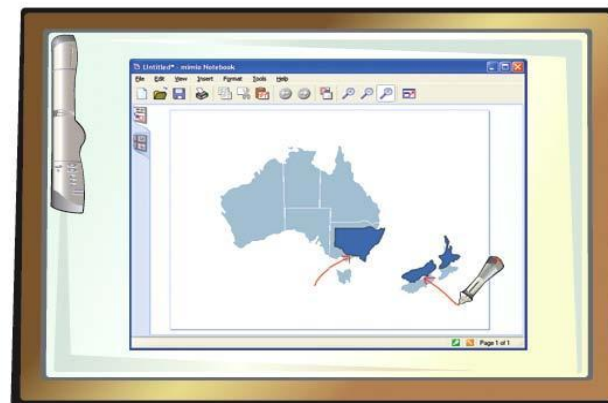 Untitled* - mimio Notebook
File Edit View Insert Format Tools Help
Page 1 of 1